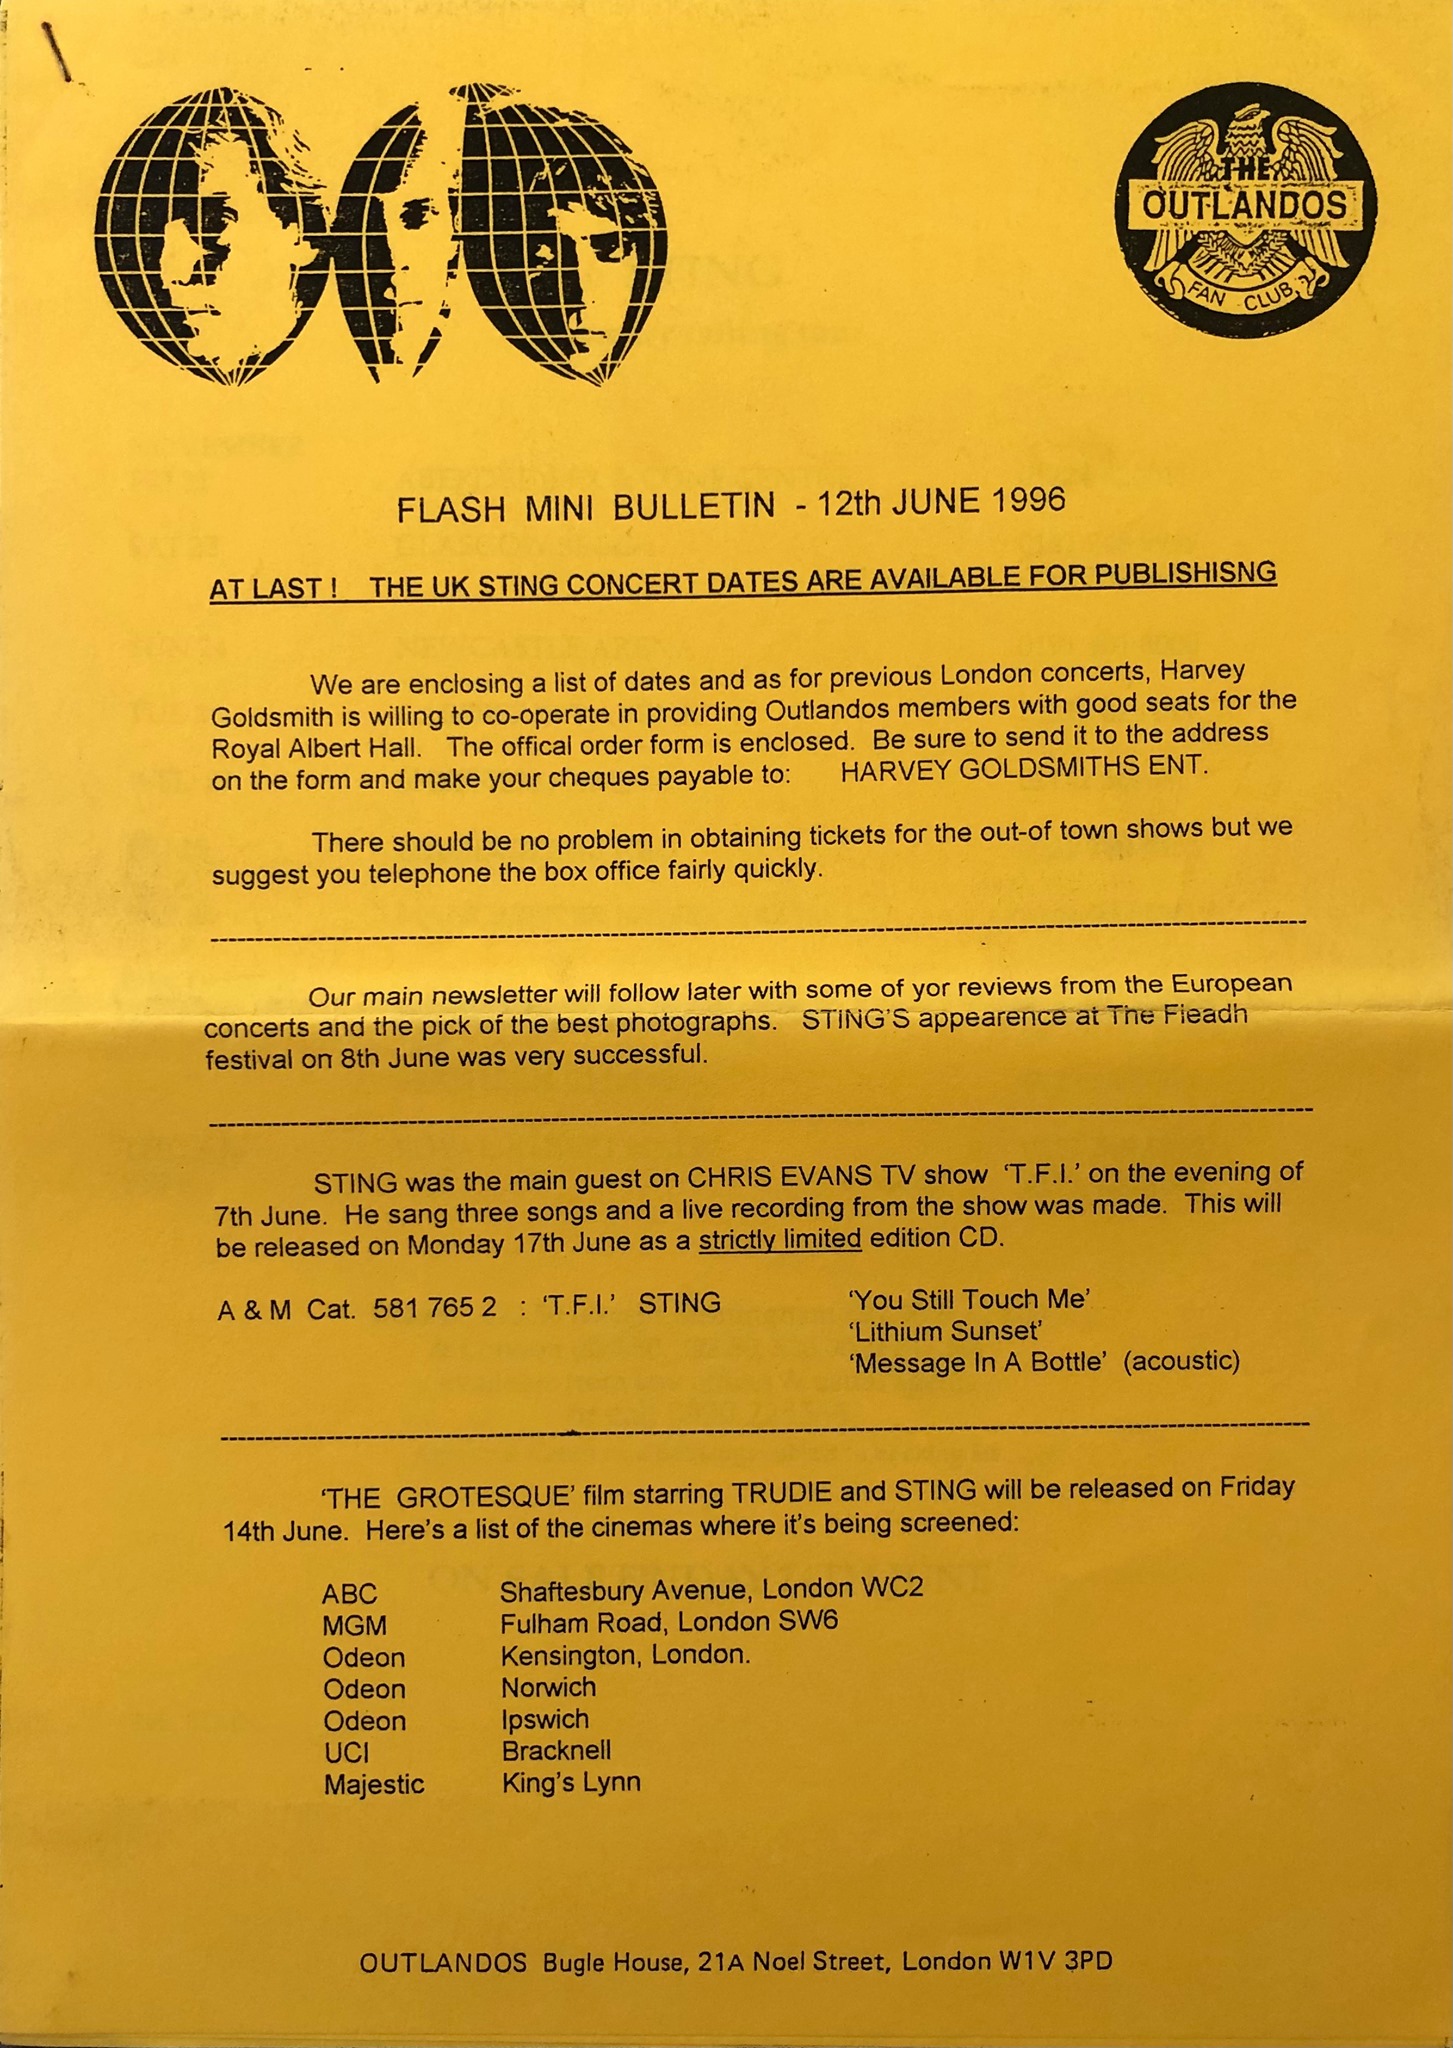 THE
OUTLANDOS
FAN CLUB
FLASH MINI BULLETIN - 12th JUNE 1996
AT LAST ! THE UK STING CONCERT DATES ARE AVAILABLE FOR PUBLISHISNG
We are enclosing a list of dates and as for previous London concerts, Harvey
Goldsmith is willing to co-operate in providing Outlandos members with good seats for the
Royal Albert Hall. The offical order form is enclosed. Be sure to send it to the address
on the form and make your cheques payable to: HARVEY GOLDSMITHS ENT.
There should be no problem in obtaining tickets for the out-of town shows but we
suggest you telephone the box office fairly quickly.
Our main newsletter will follow later with some of yor reviews from the European
concerts and the pick of the best photographs. STING'S appearence at The Fleadh
festival on 8th June was very successful.
STING was the main guest on CHRIS EVANS TV show 'T.F.I.' on the evening of
7th June. He sang three songs and a live recording from the show was made. This will
be released on Monday 17th June as a strictly limited edition CD.
A & M Cat. 581 765 2 : 'T.F.I.' STING 'You Still Touch Me'
'Lithium Sunset'
'Message In A Bottle' (acoustic)
'THE GROTESQUE' film starring TRUDIE and STING will be released on Friday
14th June. Here's a list of the cinemas where it's being screened:
ABC Shaftesbury Avenue, London WC2
MGM Fulham Road, London SW6
Odeon Kensington, London.
Odeon Norwich
Odeon Ipswich
UCI Bracknell
Majestic King's Lynn
OUTLANDOS Bugle House, 21A Noel Street, London W1V 3PD